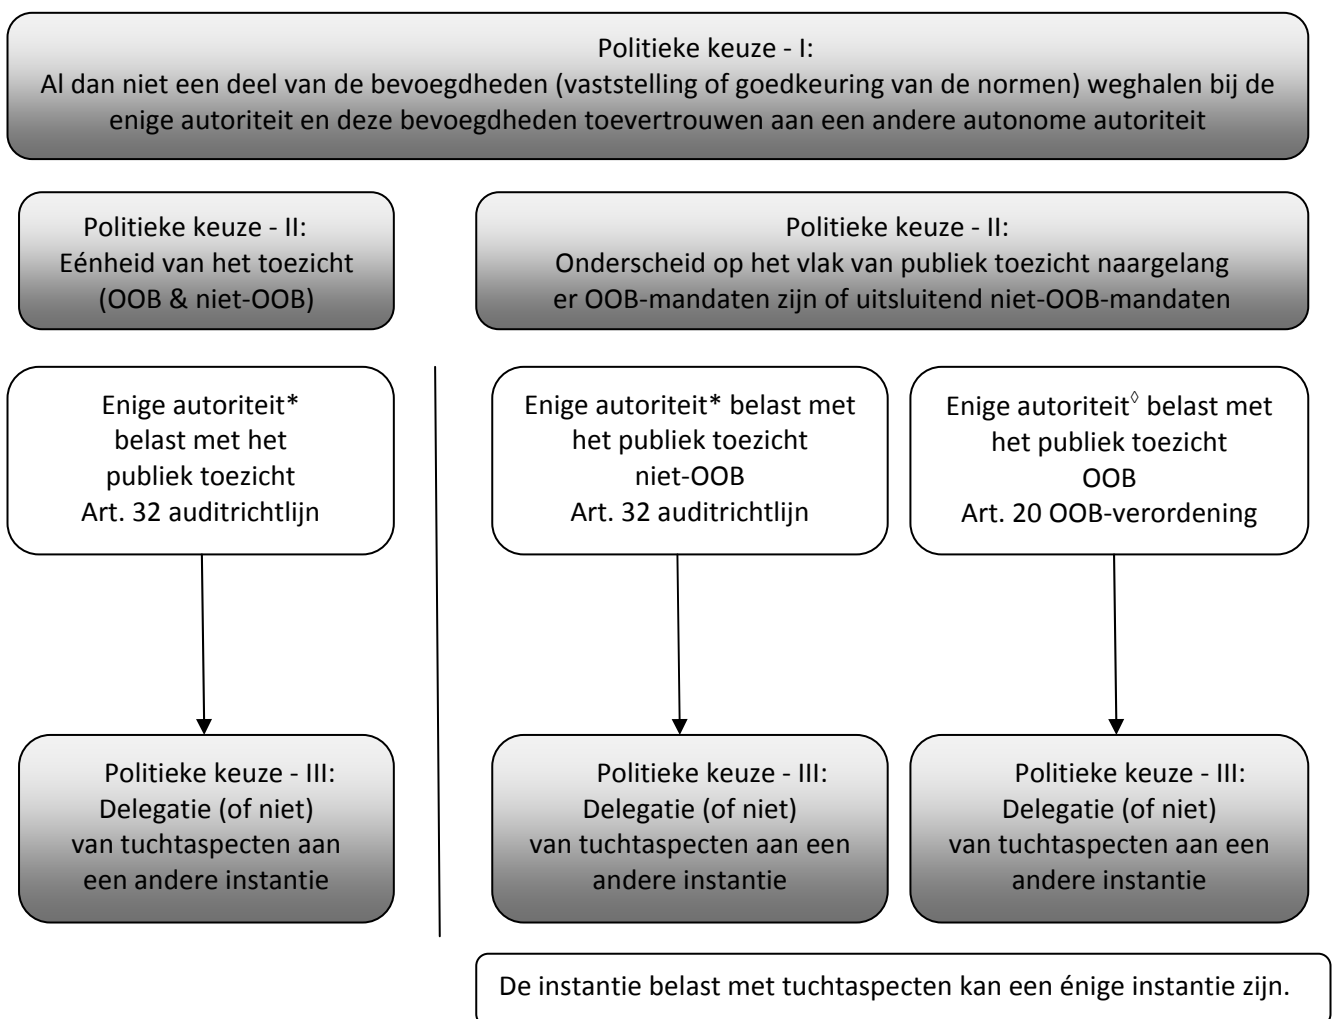 Politieke keuze - I:
Al dan niet een deel van de bevoegdheden (vaststelling of goedkeuring van de normen) weghalen bij de
enige autoriteit en deze bevoegdheden toevertrouwen aan een andere autonome autoriteit
Politieke keuze - II:
Eénheid van het toezicht
(OOB & niet-OOB)
Politieke keuze - II:
Onderscheid op het vlak van publiek toezicht naargelang
er OOB-mandaten zijn of uitsluitend niet-OOB-mandaten
Enige autoriteit*
belast met het
publiek toezicht
Art. 32 auditrichtlijn
Enige autoriteit* belast met
het publiek toezicht
niet-OOB
Art. 32 auditrichtlijn
Enige autoriteit◊ belast met
het publiek toezicht
OOB
Art. 20 OOB-verordening
Politieke keuze - III:
Delegatie (of niet)
van tuchtaspecten aan
een andere instantie
Politieke keuze - III:
Delegatie (of niet)
van tuchtaspecten aan een
andere instantie
Politieke keuze - III:
Delegatie (of niet)
van tuchtaspecten aan een
andere instantie
De instantie belast met tuchtaspecten kan een énige instantie zijn.